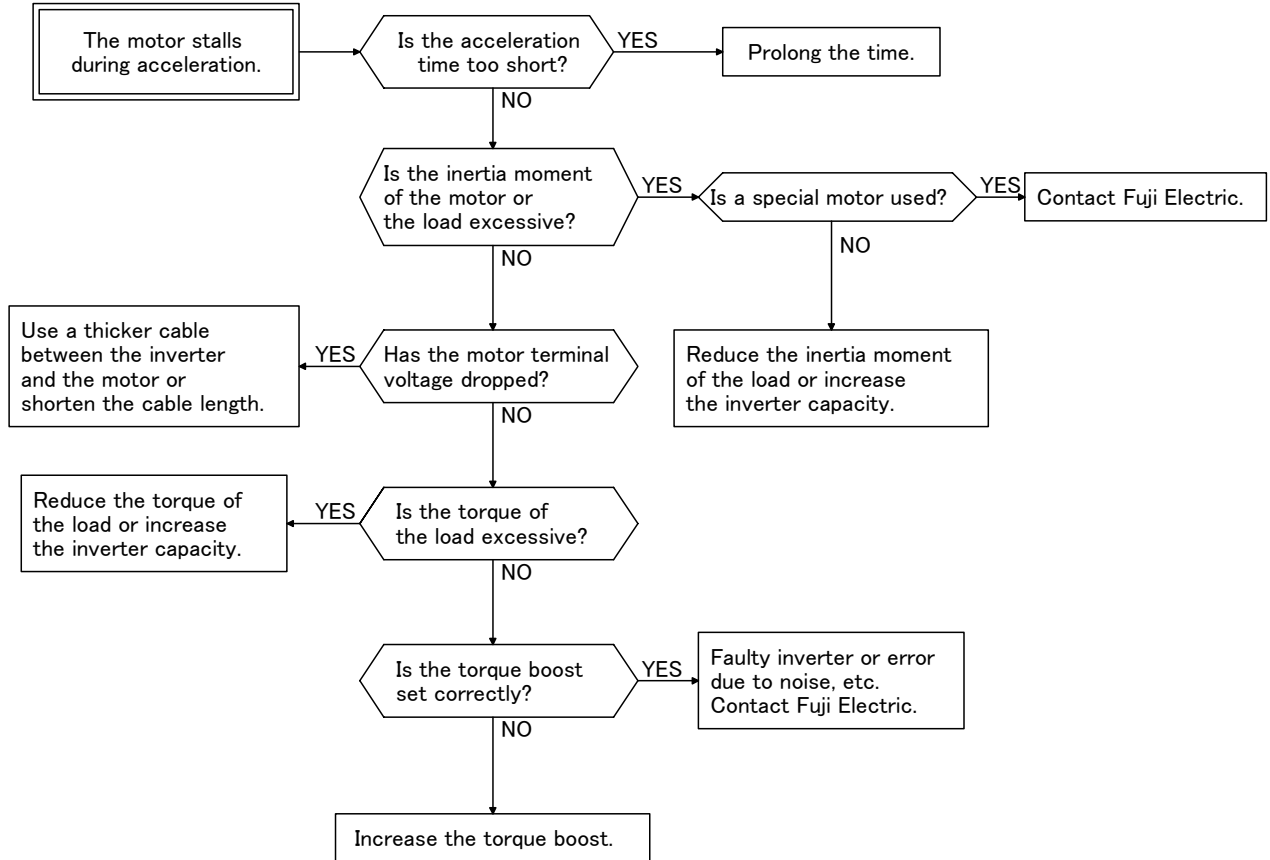 The motor stalls
during acceleration.
Is the acceleration
time too short?
YES
Prolong the time.
NO
Is the inertia moment
of the motor or
the load excessive?
YES
Is a special motor used?
YES
Contact Fuji Electric.
NO
NO
Use a thicker cable
between the inverter
and the motor or
shorten the cable length.
YES
Has the motor terminal
voltage dropped?
Reduce the inertia moment
of the load or increase
the inverter capacity.
NO
Reduce the torque of
the load or increase
the inverter capacity.
YES
Is the torque of
the load excessive?
NO
Is the torque boost
set correctly?
YES
Faulty inverter or error
due to noise, etc.
Contact Fuji Electric.
NO
Increase the torque boost.